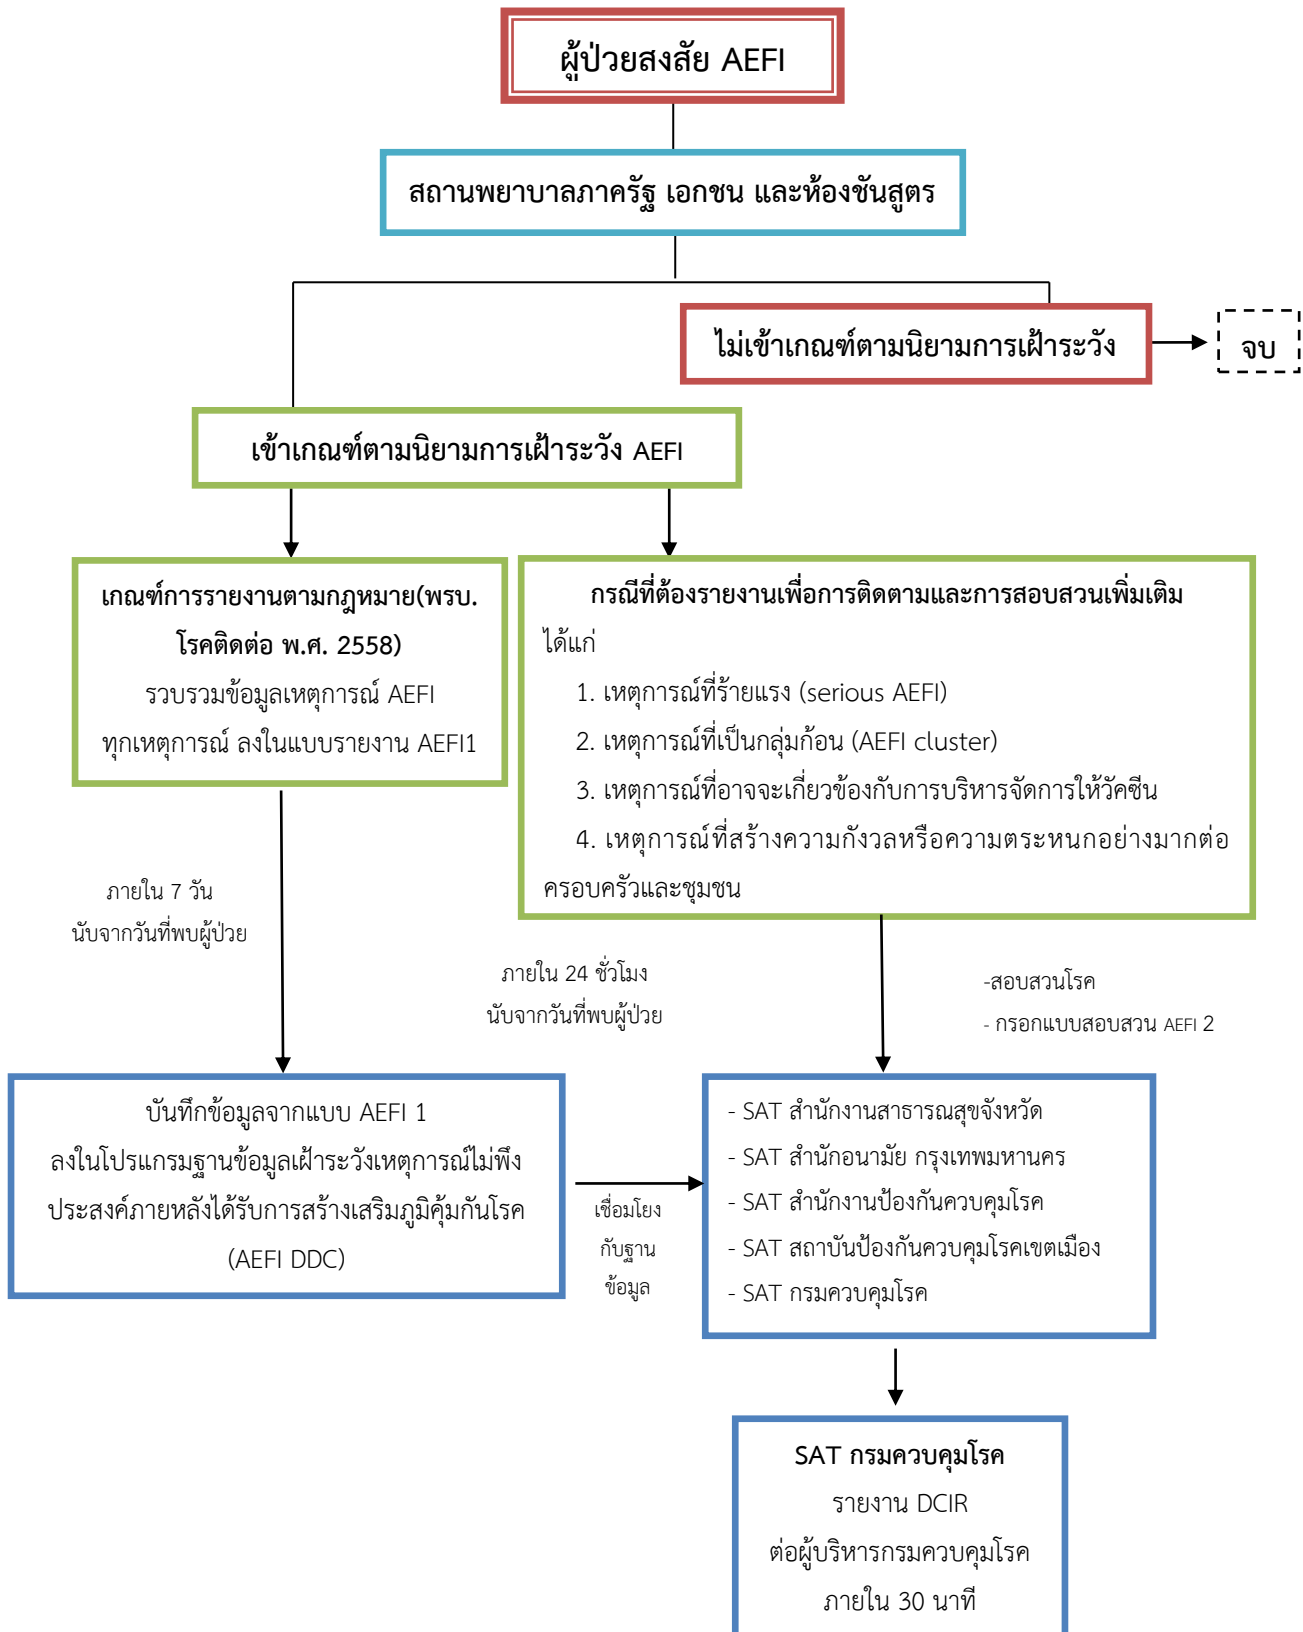 ผู้ป่วยสงสัย AEFI
สถานพยาบาลภาครัฐ เอกชน และห้องชันสูตร
ไม่เข้าเกณฑ์ตามนิยามการเฝ้าระวัง
จบ
เข้าเกณฑ์ตามนิยามการเฝ้าระวัง AEFI
เกณฑ์การรายงานตามกฎหมาย(พรบ.
โรคติดต่อ พ.ศ. 2558)
รวบรวมข้อมูลเหตุการณ์ AEFI
ทุกเหตุการณ์ ลงในแบบรายงาน AEFI1
กรณีที่ต้องรายงานเพื่อการติดตามและการสอบสวนเพิ่มเติม
ได้แก่
1. เหตุการณ์ที่ร้ายแรง (serious AEFI)
2. เหตุการณ์ที่เป็นกลุ่มก้อน (AEFI cluster)
3. เหตุการณ์ที่อาจจะเกี่ยวข้องกับการบริหารจัดการให้วัคซีน
4. เหตุการณ์ที่สร้างความกังวลหรือความตระหนกอย่างมากต่อ
ครอบครัวและชุมชน
ภายใน 7 วัน
นับจากวันที่พบผู้ป่วย
ภายใน 24 ชั่วโมง
นับจากวันที่พบผู้ป่วย
-สอบสวนโรค
- กรอกแบบสอบสวน AEFI 2
บันทึกข้อมูลจากแบบ AEFI 1
ลงในโปรแกรมฐานข้อมูลเฝ้าระวังเหตุการณ์ไม่พึง
ประสงค์ภายหลังได้รับการสร้างเสริมภูมิคุ้มกันโรค
(AEFI DDC)
เชื่อมโยง
กับฐาน
ข้อมูล
- SAT สำนักงานสาธารณสุขจังหวัด
- SAT สำนักอนามัย กรุงเทพมหานคร
- SAT สำนักงานป้องกันควบคุมโรค
- SAT สถาบันป้องกันควบคุมโรคเขตเมือง
- SAT กรมควบคุมโรค
SAT กรมควบคุมโรค
รายงาน DCIR
ต่อผู้บริหารกรมควบคุมโรค
ภายใน 30 นาที